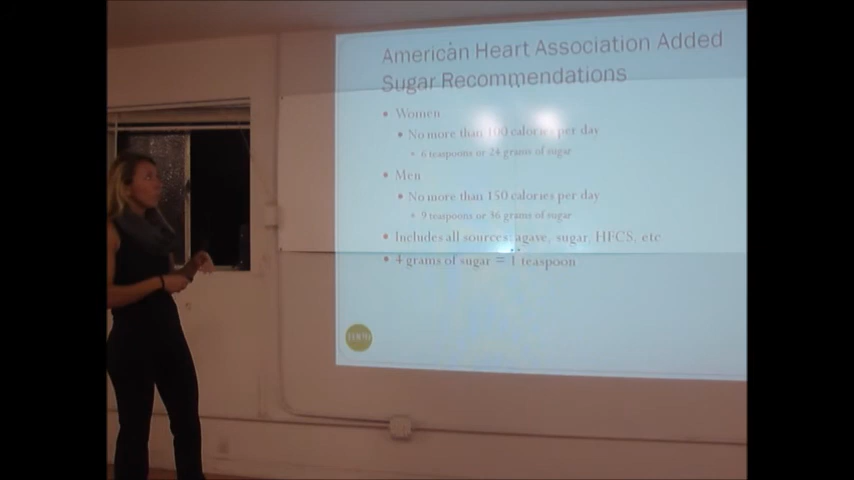 American Heart Association Added
Sugar Recommendations
• Women
• No more than 100 calories per day
• 6 teaspoons or 24 grams of sugar
• Men
• No more than 150 calories per day
• 9 teaspoons or 36 grams of sugar
• Includes all sources: agave, sugar, HFCS, etc
• 4 grams of sugar = 1 teaspoon